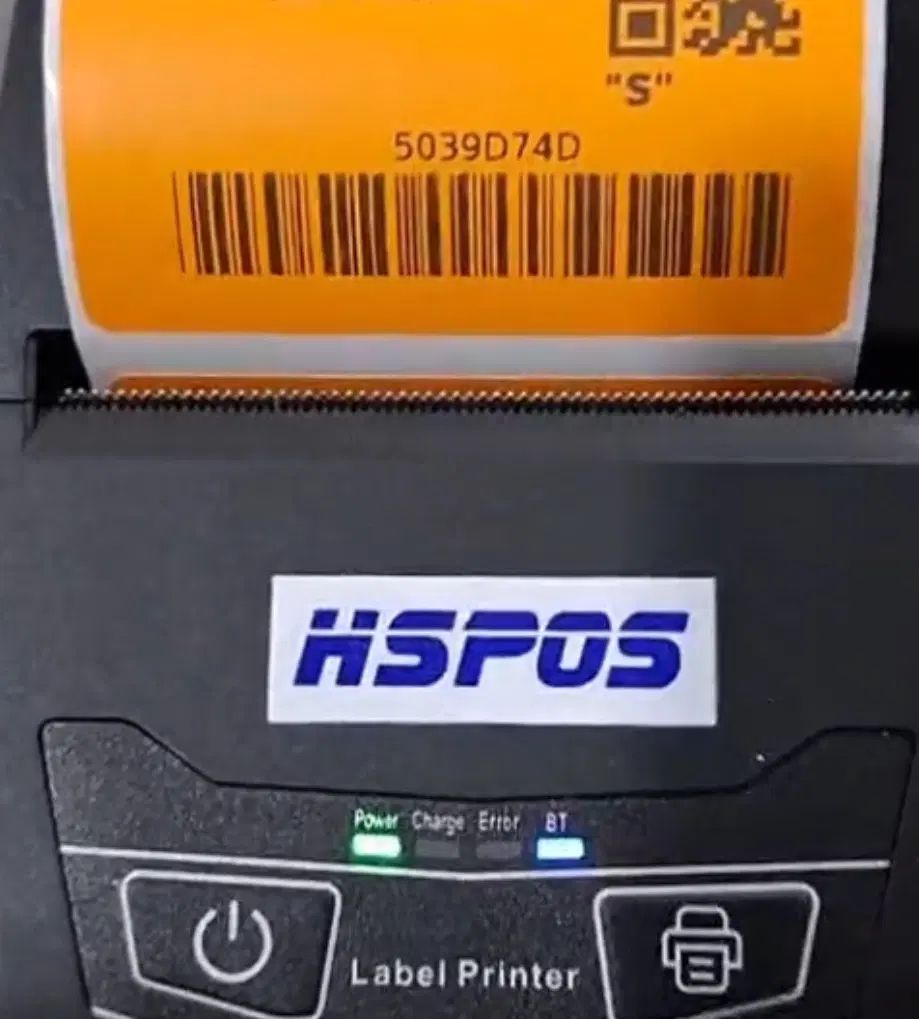 "S"
5039D74D
HSPOS
Power Charge Error BT
Label Printer